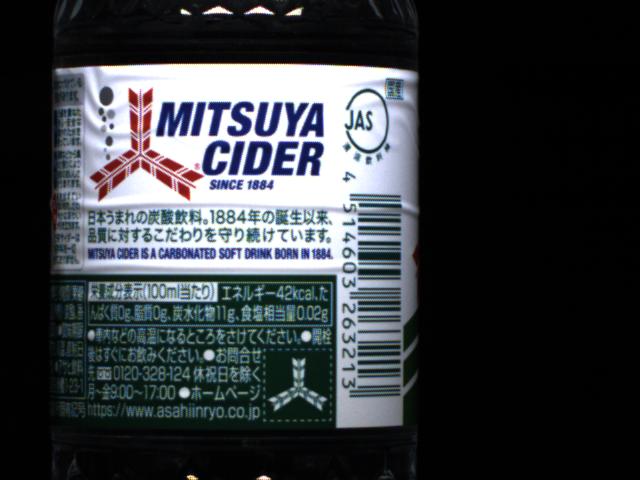 MITSUYA
CIDER
SINCE 1884
日本うまれの炭酸飲料。1884年の誕生以来、
品質に対するこだわりを守り続けています。
MITSUYA CIDER IS A CARBONATED SOFT DRINK BORN IN 1884.
栄養成分表示(100ml当たり) エネルギー42kcal、た
んぱく質0g、脂質0g、炭水化物11g、食塩相当量0.02g
●車内などの高温になるところをさけてください。●開栓
後はすぐにお飲みください。●お問合せ
先 0120-328-124 休祝日を除く
月〜金9:00〜17:00 ●ホームページ
https://www.asahiinryo.co.jp
JAS
4 514603 263213